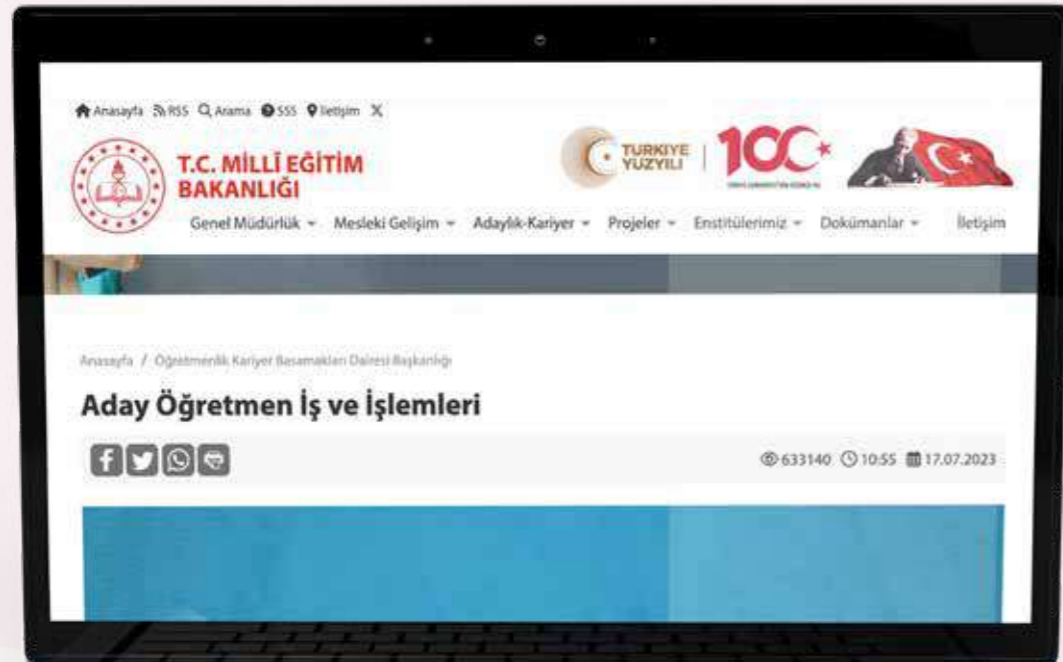 Anasayfa RSS Arama SSS İletişim X
T.C. MİLLÎ EĞİTİM
BAKANLIĞI
TÜRKİYE
YÜZYILI
100
Genel Müdürlük Mesleki Gelişim Adaylık-Kariyer Projeler Enstitülerimiz Dokümanlar İletişim
Anasayfa / Öğretmenlik Kariyer Basamakları Dairesi Başkanlığı
Aday Öğretmen İş ve İşlemleri
633140 10:55 17.07.2023